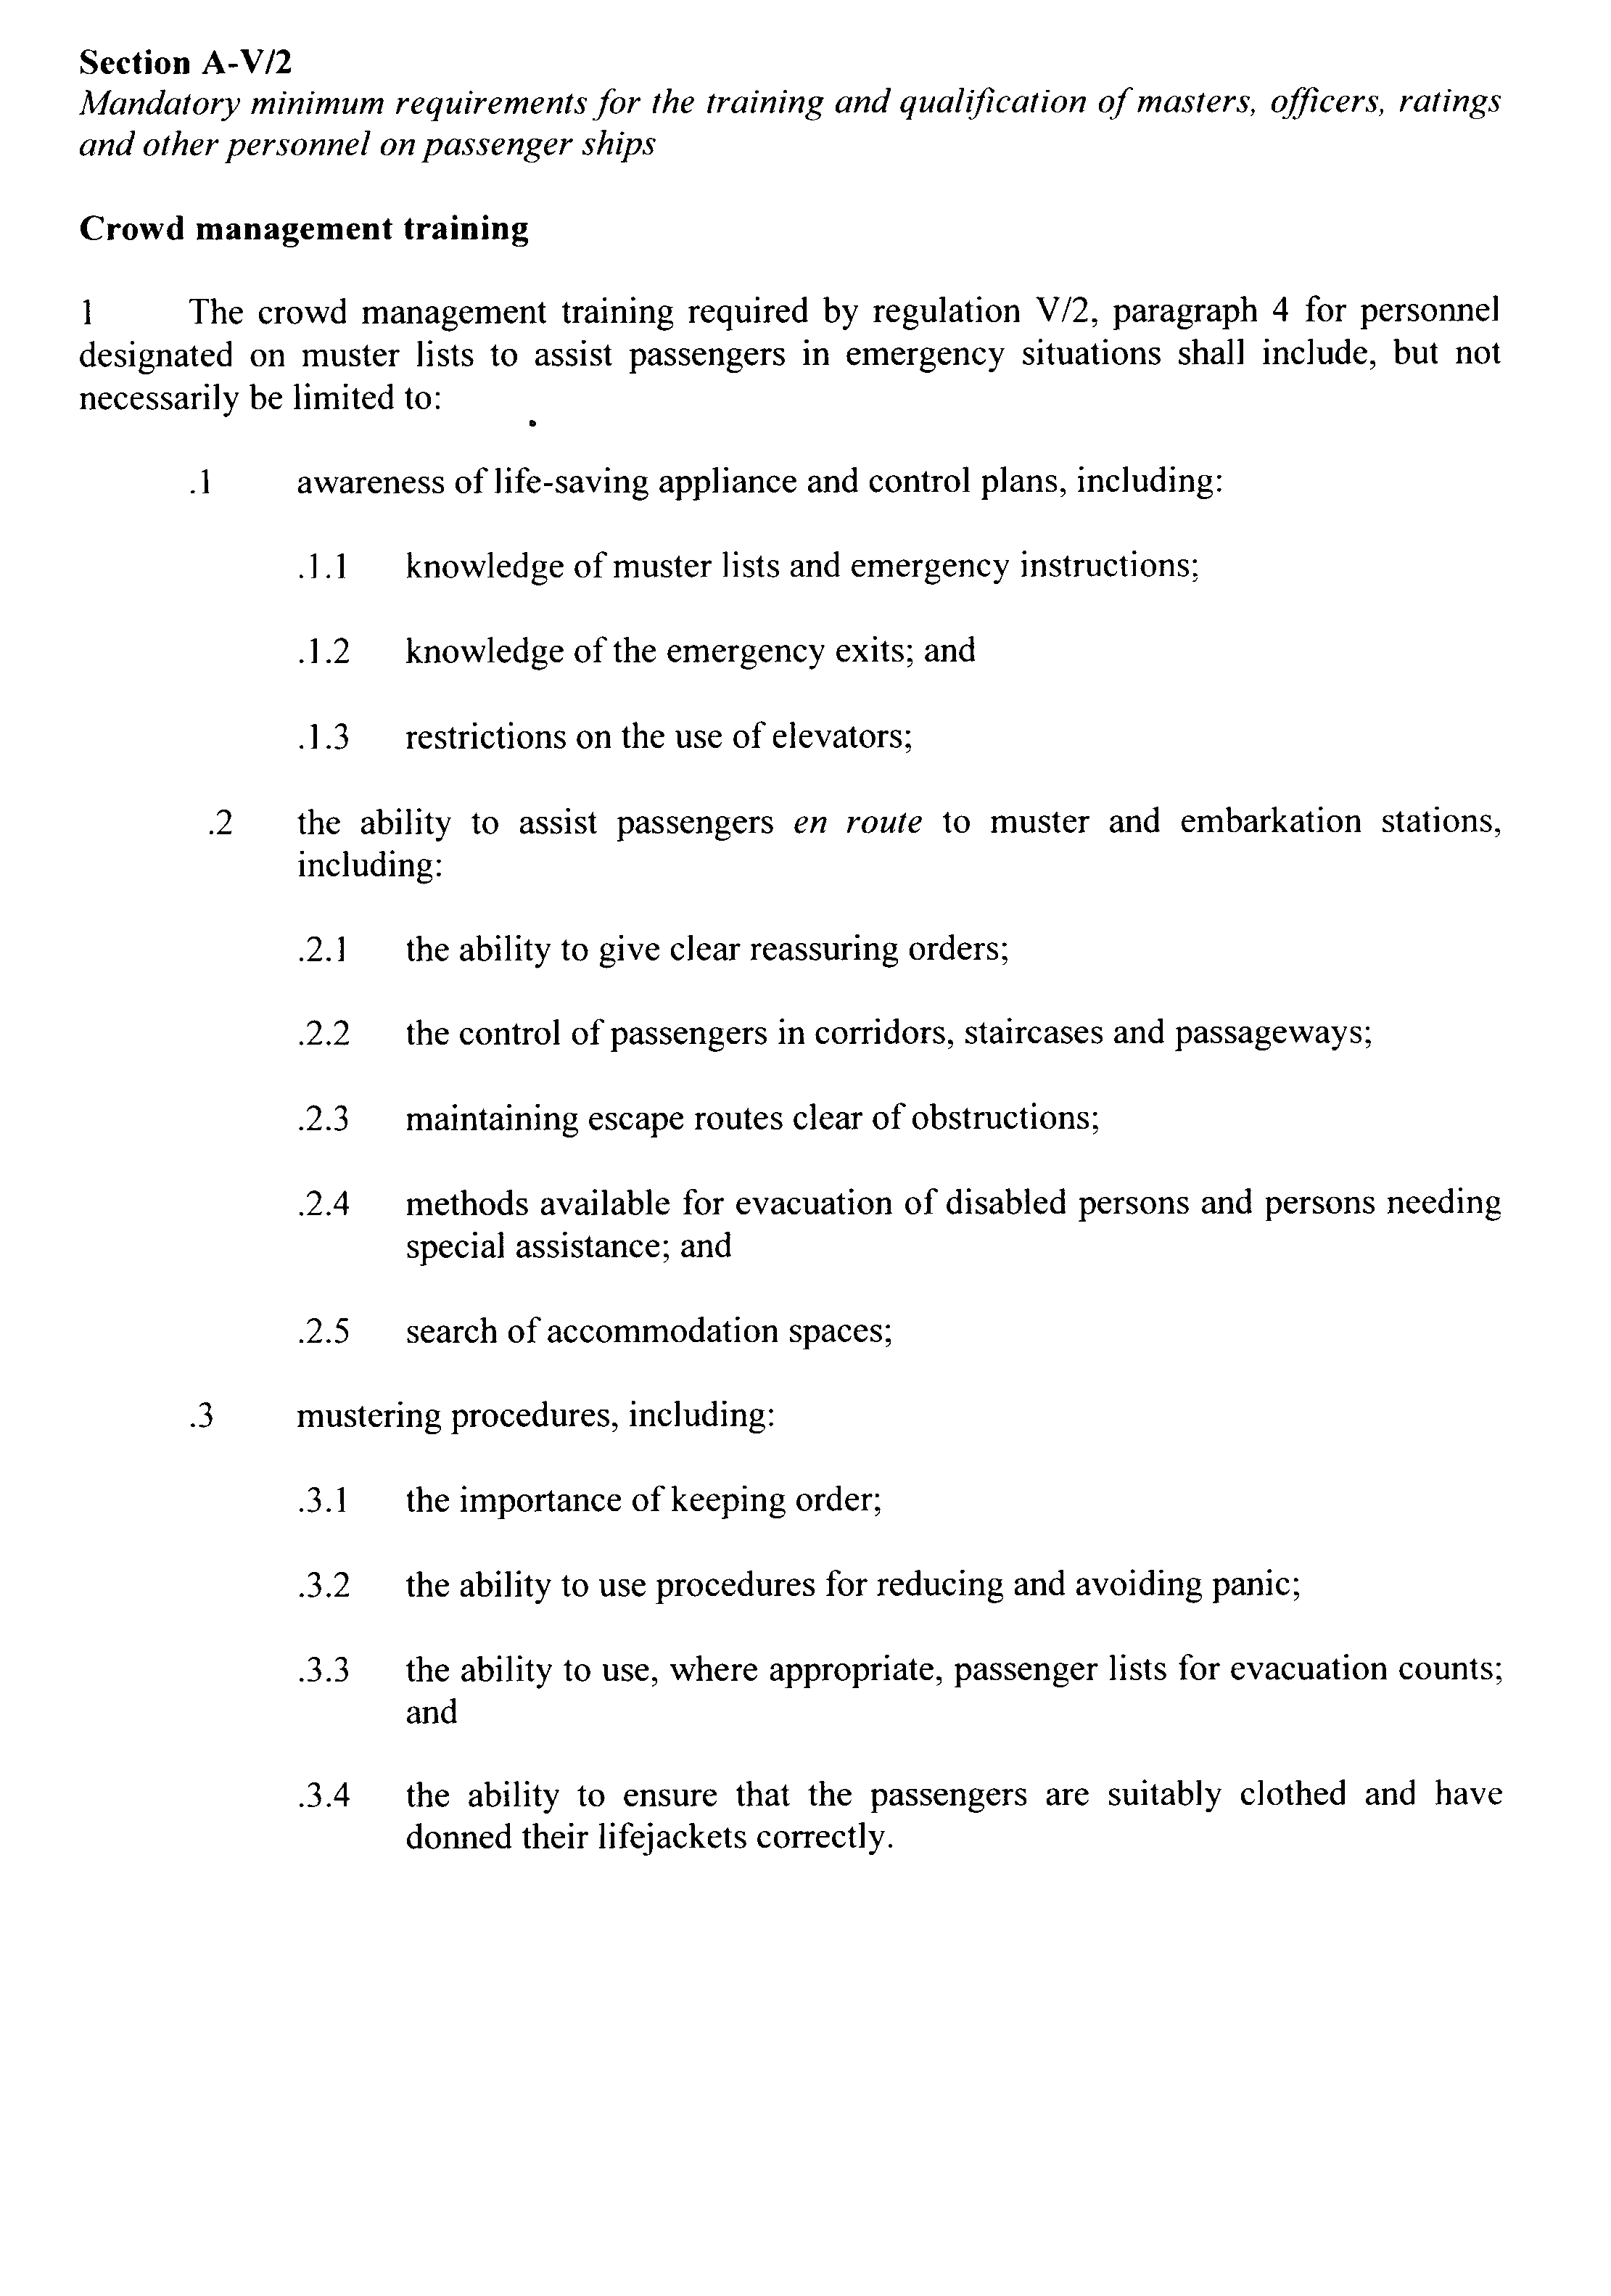 Section A-V/2
Mandatory minimum requirements for the training and qualification of masters, officers, ratings
and other personnel on passenger ships
Crowd management training
1 The crowd management training required by regulation V/2, paragraph 4 for personnel
designated on muster lists to assist passengers in emergency situations shall include, but not
necessarily be limited to:
.1 awareness of life-saving appliance and control plans, including:
.1.1 knowledge of muster lists and emergency instructions;
.1.2 knowledge of the emergency exits; and
.1.3 restrictions on the use of elevators;
.2 the ability to assist passengers en route to muster and embarkation stations,
including:
.2.1 the ability to give clear reassuring orders;
.2.2 the control of passengers in corridors, staircases and passageways;
.2.3 maintaining escape routes clear of obstructions;
.2.4 methods available for evacuation of disabled persons and persons needing
special assistance; and
.2.5 search of accommodation spaces;
.3 mustering procedures, including:
.3.1 the importance of keeping order;
.3.2 the ability to use procedures for reducing and avoiding panic;
.3.3 the ability to use, where appropriate, passenger lists for evacuation counts;
and
.3.4 the ability to ensure that the passengers are suitably clothed and have
donned their lifejackets correctly.